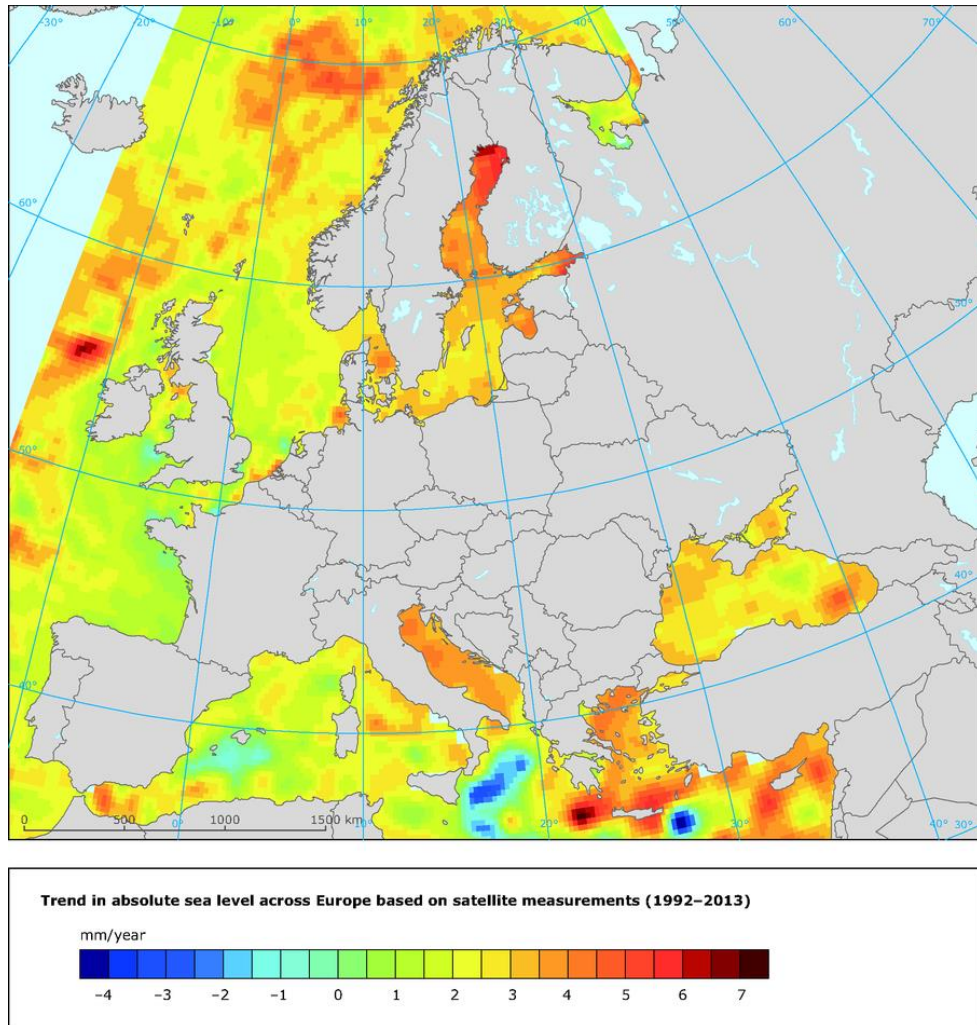 -30° -20° -10° 0° 10° 20° 30° 40° 50° 60° 70°
60°
50°
50°
40°
40°
0 500 1000 1500 km
0° 10° 20° 30° 40° 30°
Trend in absolute sea level across Europe based on satellite measurements (1992–2013)
mm/year
−4 −3 −2 −1 0 1 2 3 4 5 6 7